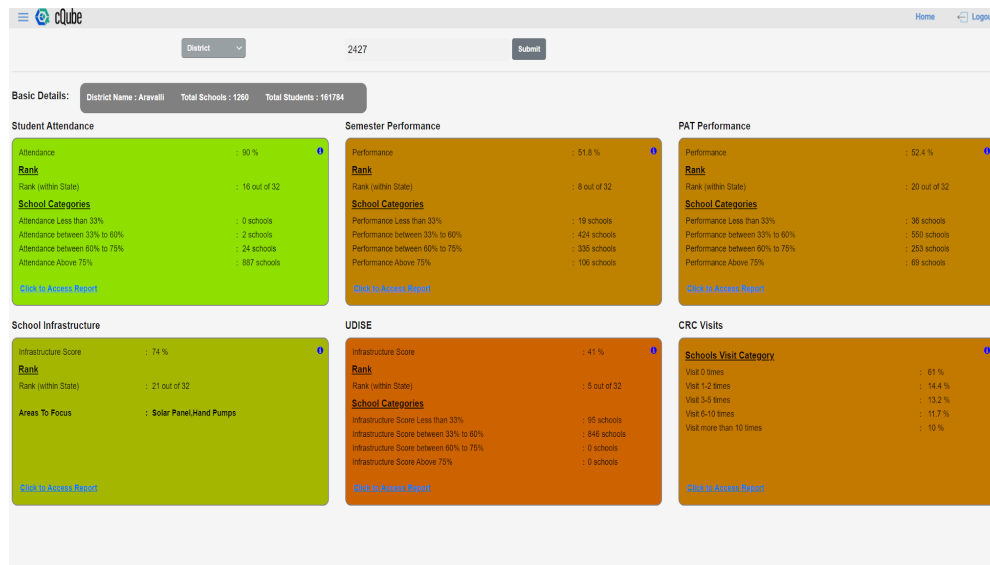 cQube
Home
Logou
District
2427
Submit
Basic Details:
District Name : Aravalli Total Schools : 1260 Total Students : 161784
Student Attendance
Attendance : 90 %
Rank
Rank (within State) : 16 out of 32
School Categories
Attendance Less than 33% : 0 schools
Attendance between 33% to 60% : 2 schools
Attendance between 60% to 75% : 24 schools
Attendance Above 75% : 887 schools
Click to Access Report
Semester Performance
Performance : 51.8 %
Rank
Rank (within State) : 8 out of 32
School Categories
Performance Less than 33% : 19 schools
Performance between 33% to 60% : 424 schools
Performance between 60% to 75% : 335 schools
Performance Above 75% : 106 schools
Click to Access Report
PAT Performance
Performance : 52.4 %
Rank
Rank (within State) : 20 out of 32
School Categories
Performance Less than 33% : 36 schools
Performance between 33% to 60% : 550 schools
Performance between 60% to 75% : 253 schools
Performance Above 75% : 69 schools
Click to Access Report
School Infrastructure
Infrastructure Score : 74 %
Rank
Rank (within State) : 21 out of 32
Areas To Focus : Solar Panel,Hand Pumps
Click to Access Report
UDISE
Infrastructure Score : 41 %
Rank
Rank (within State) : 5 out of 32
School Categories
Infrastructure Score Less than 33% : 95 schools
Infrastructure Score between 33% to 60% : 846 schools
Infrastructure Score between 60% to 75% : 0 schools
Infrastructure Score Above 75% : 0 schools
Click to Access Report
CRC Visits
Schools Visit Category
Visit 0 times : 61 %
Visit 1-2 times : 14.4 %
Visit 3-5 times : 13.2 %
Visit 6-10 times : 11.7 %
Visit more than 10 times : 10 %
Click to Access Report